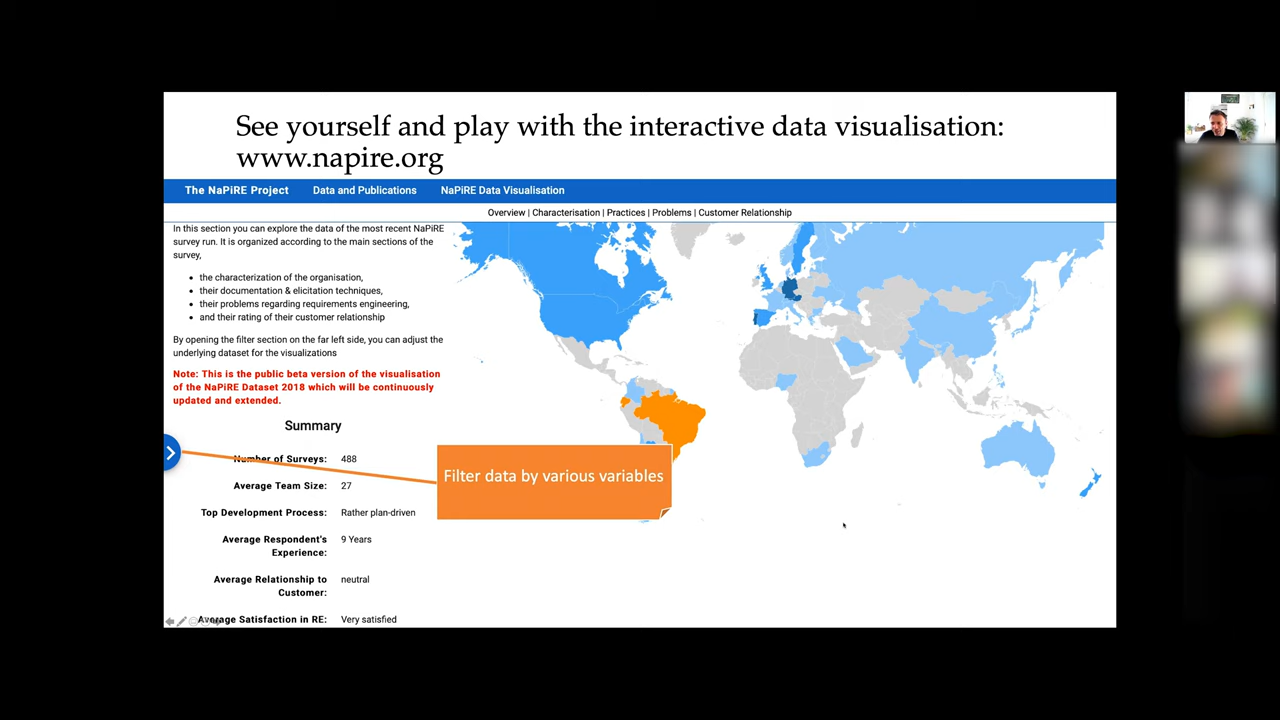 See yourself and play with the interactive data visualisation:
www.napire.org
The NaPiRE Project Data and Publications NaPiRE Data Visualisation
Overview | Characterisation | Practices | Problems | Customer Relationship
In this section you can explore the data of the most recent NaPiRE
survey run. It is organized according to the main sections of the
survey,
the characterization of the organisation,
their documentation & elicitation techniques,
their problems regarding requirements engineering,
and their rating of their customer relationship
By opening the filter section on the far left side, you can adjust the
underlying dataset for the visualizations
Note: This is the public beta version of the visualisation
of the NaPiRE Dataset 2018 which will be continuously
updated and extended.
Summary
Number of Surveys: 488
Average Team Size: 27
Top Development Process: Rather plan-driven
Average Respondent's 9 Years
Experience:
Average Relationship to neutral
Customer:
Average Satisfaction in RE: Very satisfied
Filter data by various variables